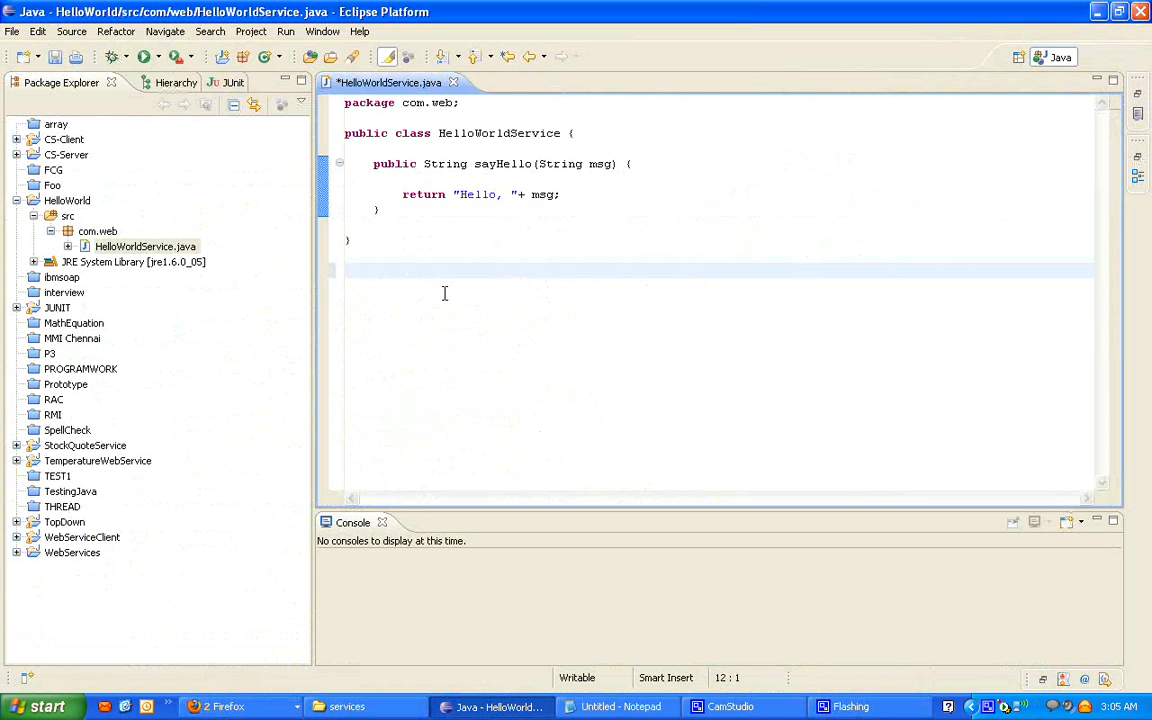 Java - HelloWorld/src/com/web/HelloWorldService.java - Eclipse Platform
File Edit Source Refactor Navigate Search Project Run Window Help
Java
Package Explorer Hierarchy JUnit
*HelloWorldService.java
array
CS-Client
CS-Server
FCG
Foo
HelloWorld
src
com.web
HelloWorldService.java
JRE System Library [jre1.6.0_05]
ibmsoap
interview
JUNIT
MathEquation
MMI Chennai
P3
PROGRAMWORK
Prototype
RAC
RMI
SpellCheck
StockQuoteService
TemperatureWebService
TEST1
TestingJava
THREAD
TopDown
WebServiceClient
WebServices
package com.web;
public class HelloWorldService {
public String sayHello(String msg) {
return "Hello, "+ msg;
}
}
Console
No consoles to display at this time.
Writable Smart Insert 12 : 1
start 2 Firefox services Java - HelloWorld... Untitled - Notepad CamStudio Flashing 3:05 AM